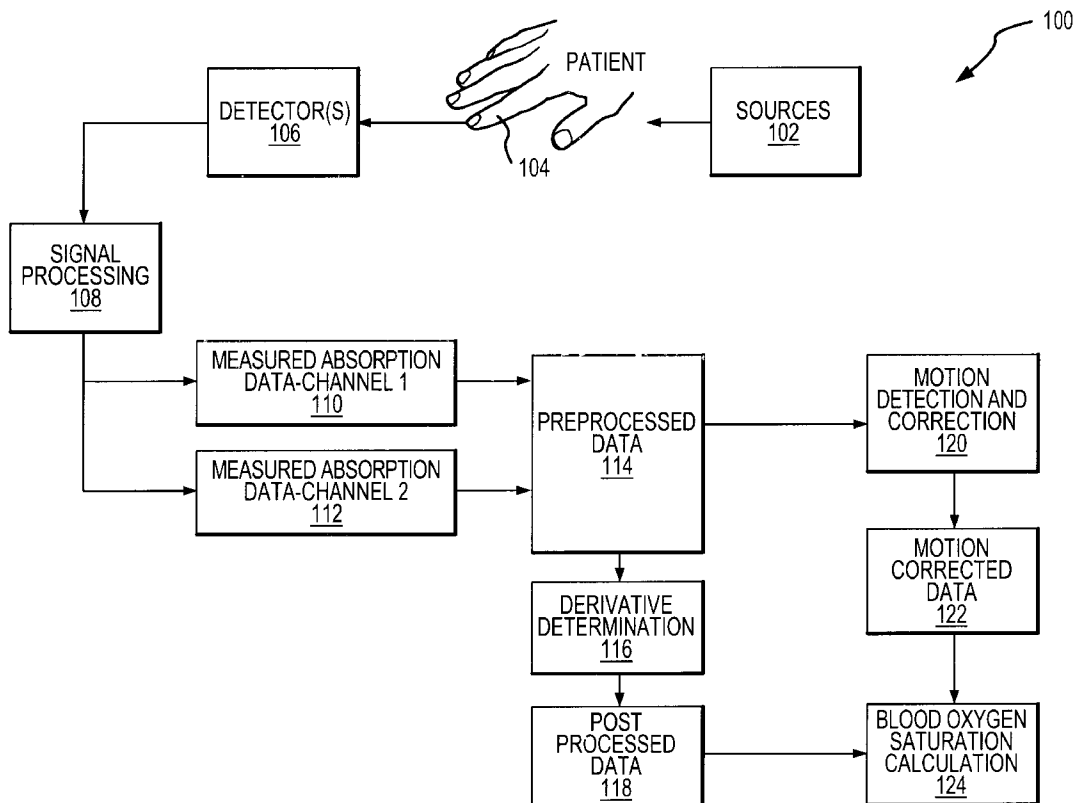 100
PATIENT
DETECTOR(S)
106
SOURCES
102
104
SIGNAL
PROCESSING
108
MEASURED ABSORPTION
DATA-CHANNEL 1
110
PREPROCESSED
DATA
114
MOTION
DETECTION AND
CORRECTION
120
MEASURED ABSORPTION
DATA-CHANNEL 2
112
MOTION
CORRECTED
DATA
122
DERIVATIVE
DETERMINATION
116
POST
PROCESSED
DATA
118
BLOOD OXYGEN
SATURATION
CALCULATION
124